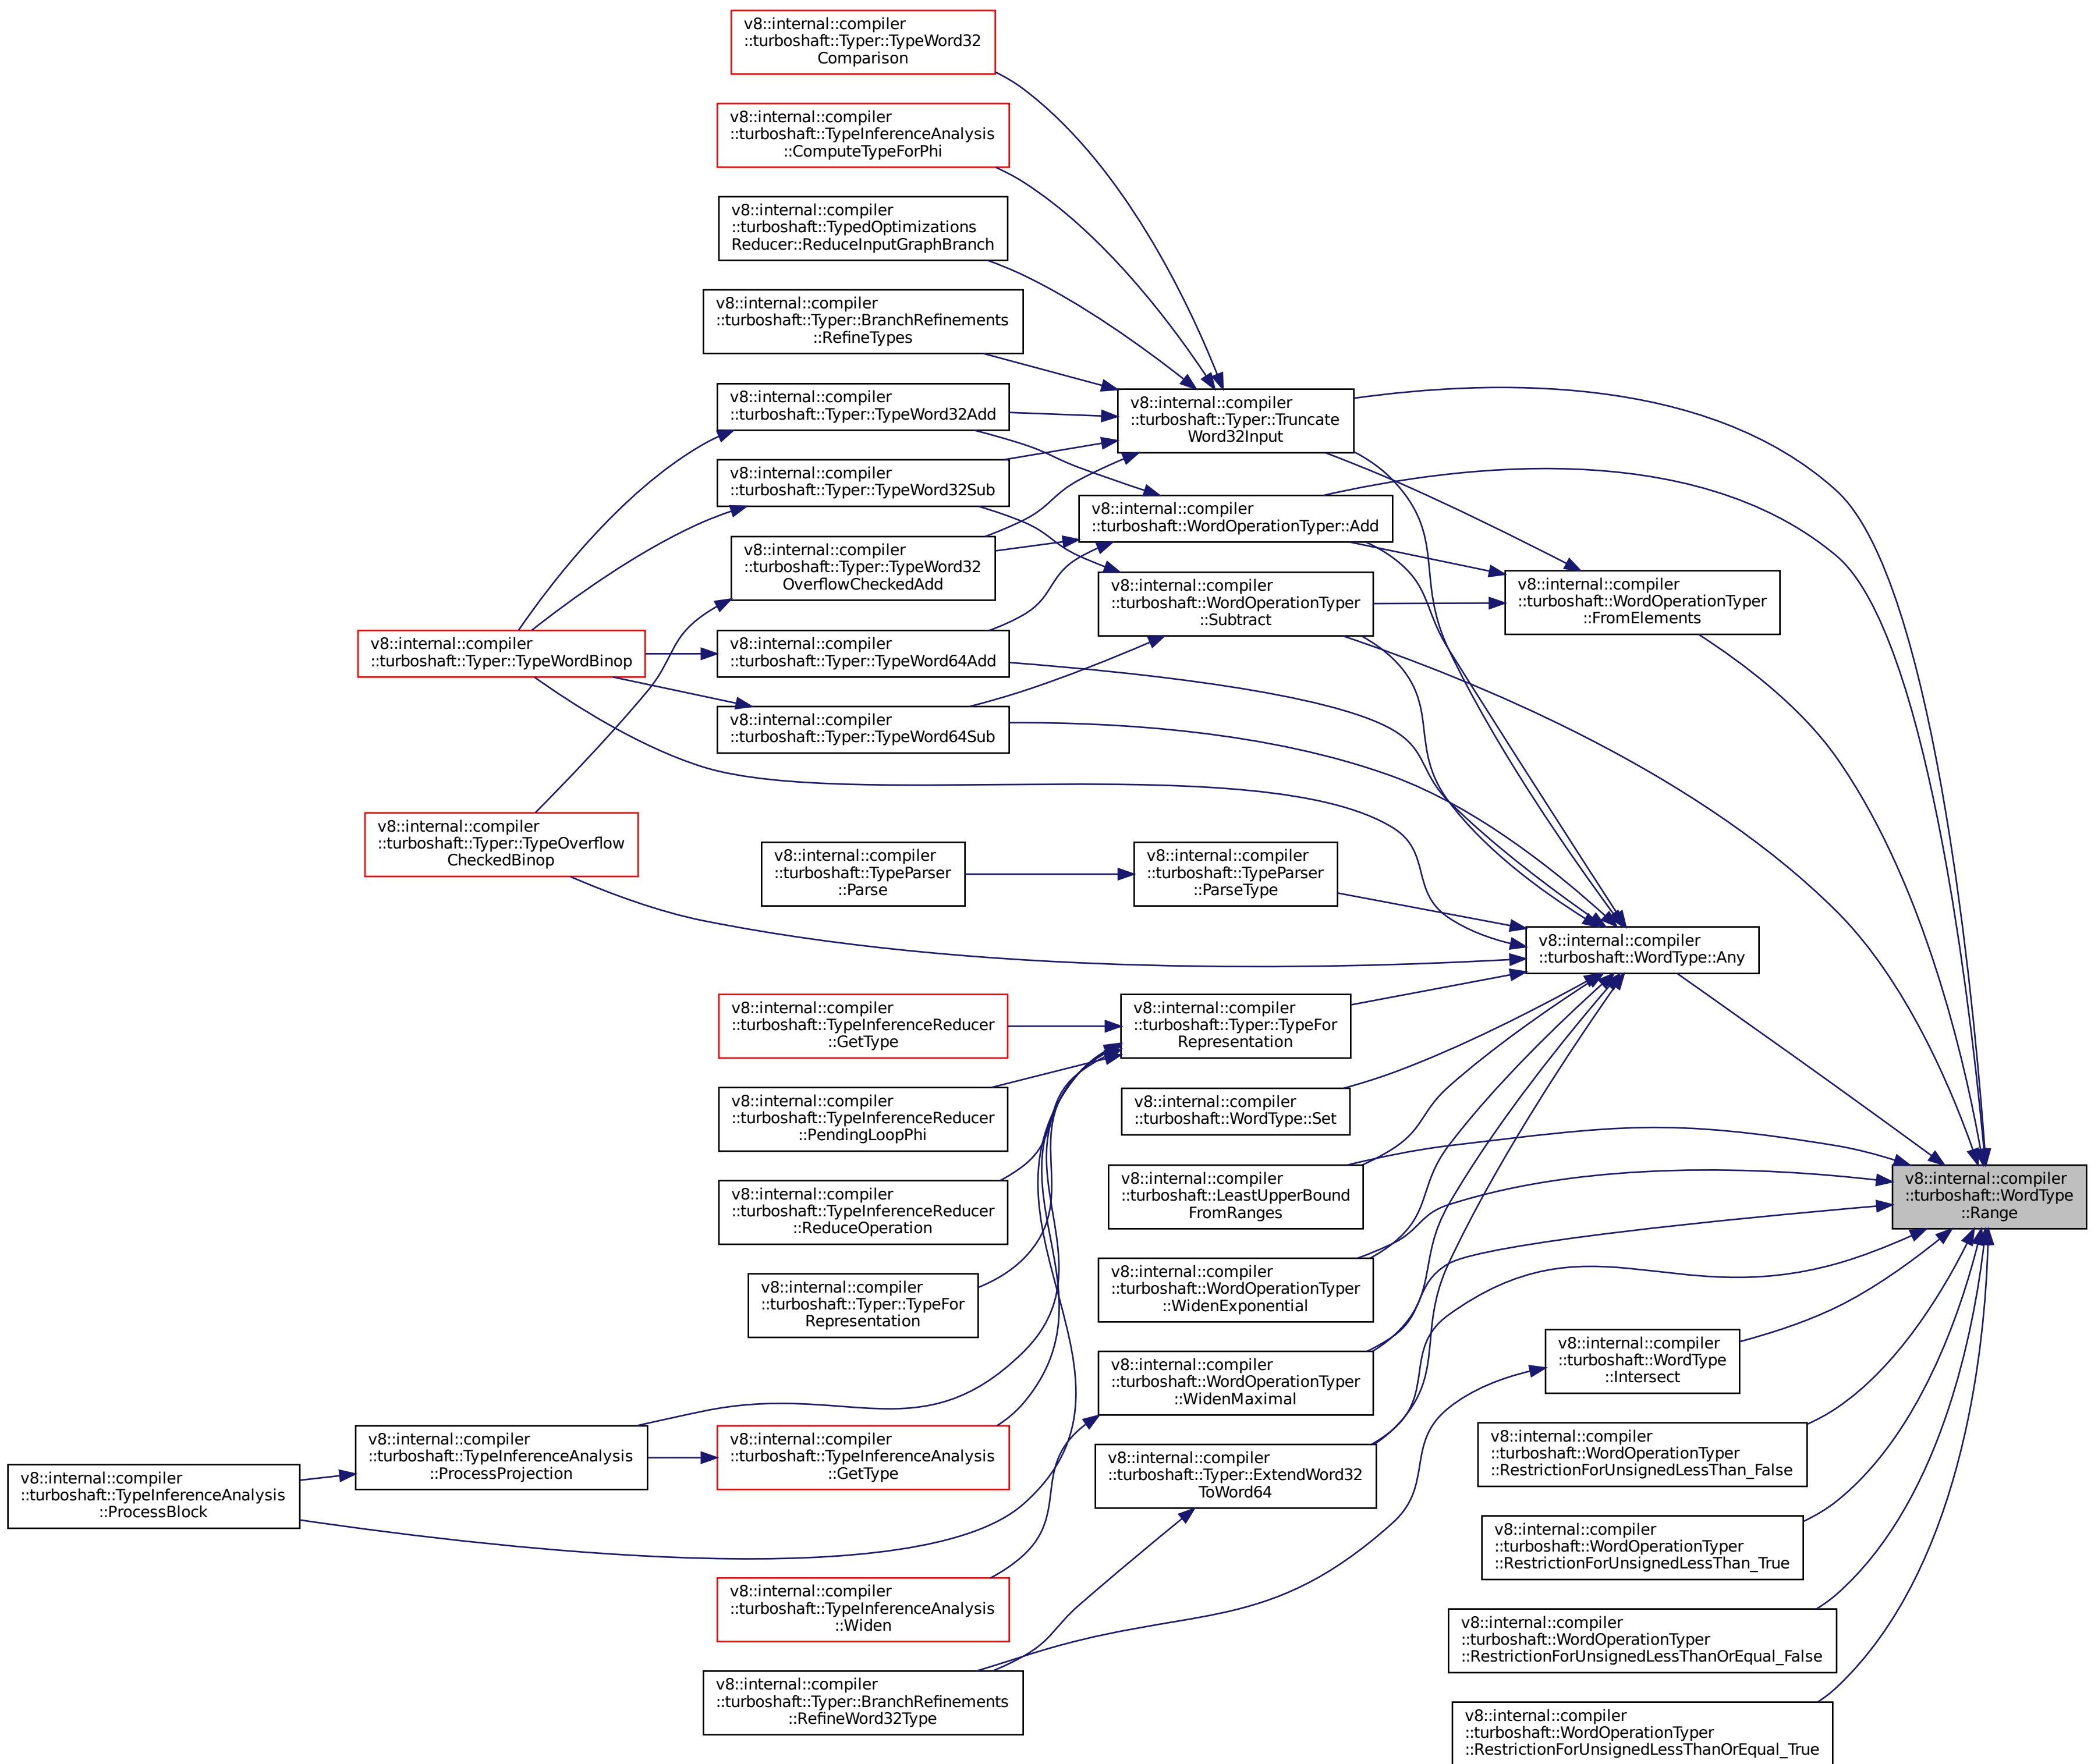 v8::internal::compiler
::turboshaft::Typer::TypeWord32
Comparison
v8::internal::compiler
::turboshaft::TypeInferenceAnalysis
::ComputeTypeForPhi
v8::internal::compiler
::turboshaft::TypedOptimizations
Reducer::ReduceInputGraphBranch
v8::internal::compiler
::turboshaft::Typer::BranchRefinements
::RefineTypes
v8::internal::compiler
::turboshaft::Typer::TypeWord32Add
v8::internal::compiler
::turboshaft::Typer::Truncate
Word32Input
v8::internal::compiler
::turboshaft::Typer::TypeWord32Sub
v8::internal::compiler
::turboshaft::WordOperationTyper::Add
v8::internal::compiler
::turboshaft::Typer::TypeWord32
OverflowCheckedAdd
v8::internal::compiler
::turboshaft::WordOperationTyper
::Subtract
v8::internal::compiler
::turboshaft::WordOperationTyper
::FromElements
v8::internal::compiler
::turboshaft::Typer::TypeWordBinop
v8::internal::compiler
::turboshaft::Typer::TypeWord64Add
v8::internal::compiler
::turboshaft::Typer::TypeWord64Sub
v8::internal::compiler
::turboshaft::Typer::TypeOverflow
CheckedBinop
v8::internal::compiler
::turboshaft::TypeParser
::Parse
v8::internal::compiler
::turboshaft::TypeParser
::ParseType
v8::internal::compiler
::turboshaft::WordType::Any
v8::internal::compiler
::turboshaft::TypeInferenceReducer
::GetType
v8::internal::compiler
::turboshaft::Typer::TypeFor
Representation
v8::internal::compiler
::turboshaft::TypeInferenceReducer
::PendingLoopPhi
v8::internal::compiler
::turboshaft::WordType::Set
v8::internal::compiler
::turboshaft::TypeInferenceReducer
::ReduceOperation
v8::internal::compiler
::turboshaft::LeastUpperBound
FromRanges
v8::internal::compiler
::turboshaft::WordType
::Range
v8::internal::compiler
::turboshaft::Typer::TypeFor
Representation
v8::internal::compiler
::turboshaft::WordOperationTyper
::WidenExponential
v8::internal::compiler
::turboshaft::WordOperationTyper
::WidenMaximal
v8::internal::compiler
::turboshaft::WordType
::Intersect
v8::internal::compiler
::turboshaft::TypeInferenceAnalysis
::ProcessBlock
v8::internal::compiler
::turboshaft::TypeInferenceAnalysis
::ProcessProjection
v8::internal::compiler
::turboshaft::TypeInferenceAnalysis
::GetType
v8::internal::compiler
::turboshaft::Typer::ExtendWord32
ToWord64
v8::internal::compiler
::turboshaft::WordOperationTyper
::RestrictionForUnsignedLessThan_False
v8::internal::compiler
::turboshaft::WordOperationTyper
::RestrictionForUnsignedLessThan_True
v8::internal::compiler
::turboshaft::TypeInferenceAnalysis
::Widen
v8::internal::compiler
::turboshaft::WordOperationTyper
::RestrictionForUnsignedLessThanOrEqual_False
v8::internal::compiler
::turboshaft::Typer::BranchRefinements
::RefineWord32Type
v8::internal::compiler
::turboshaft::WordOperationTyper
::RestrictionForUnsignedLessThanOrEqual_True